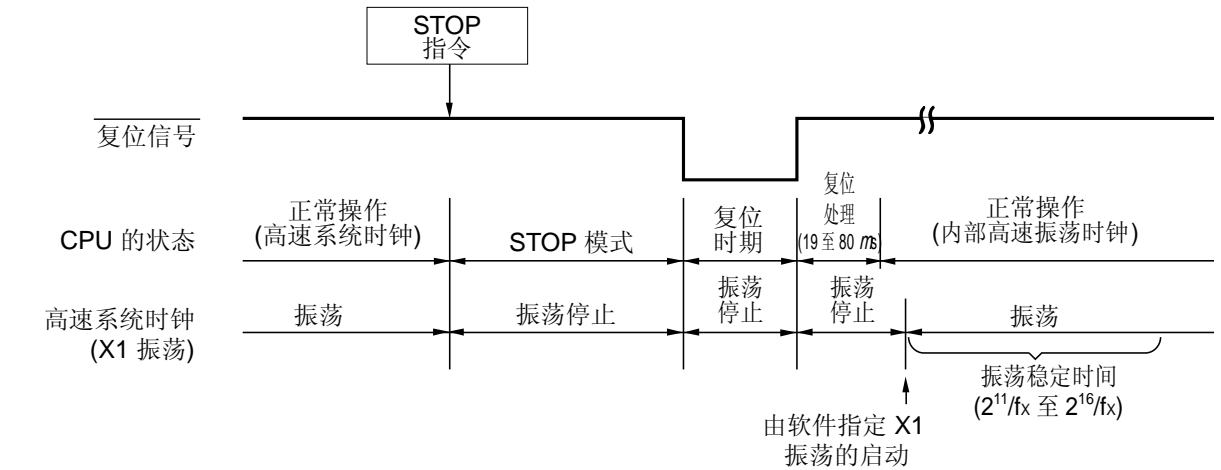 STOP
指令
复位信号
CPU 的状态
正常操作
(高速系统时钟)
STOP 模式
复位
时期
复位
处理
(19 至 80 ms)
正常操作
(内部高速振荡时钟)
高速系统时钟
(X1 振荡)
振荡
振荡停止
振荡
停止
振荡
停止
振荡
振荡稳定时间
(2¹¹/fx 至 2¹⁶/fx)
由软件指定 X1
振荡的启动